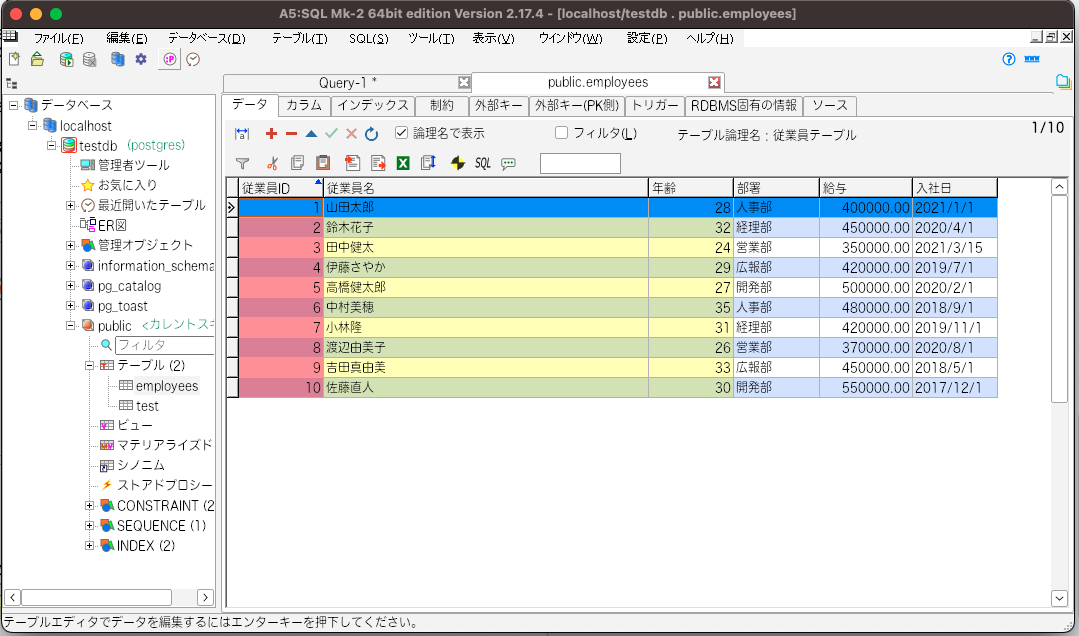 A5:SQL Mk-2 64bit edition Version 2.17.4 - [localhost/testdb . public.employees]
ファイル(F) 編集(E) データベース(D) テーブル(T) SQL(S) ツール(T) 表示(V) ウインドウ(W) 設定(P) ヘルプ(H)
Query-1 * public.employees
データ カラム インデックス 制約 外部キー 外部キー(PK側) トリガー RDBMS固有の情報 ソース
論理名で表示 フィルタ(L) テーブル論理名 : 従業員テーブル 1/10
SQL
データベース
localhost
testdb (postgres)
管理者ツール
お気に入り
最近開いたテーブル
ER図
管理オブジェクト
information_schema
pg_catalog
pg_toast
public <カレントスキ
フィルタ
テーブル (2)
employees
test
ビュー
マテリアライズド
シノニム
ストアドプロシー
CONSTRAINT (2
SEQUENCE (1)
INDEX (2)
従業員ID 従業員名 年齢 部署 給与 入社日
1 山田太郎 28 人事部 400000.00 2021/1/1
2 鈴木花子 32 経理部 450000.00 2020/4/1
3 田中健太 24 営業部 350000.00 2021/3/15
4 伊藤さやか 29 広報部 420000.00 2019/7/1
5 高橋健太郎 27 開発部 500000.00 2020/2/1
6 中村美穂 35 人事部 480000.00 2018/9/1
7 小林隆 31 経理部 420000.00 2019/11/1
8 渡辺由美子 26 営業部 370000.00 2020/8/1
9 吉田真由美 33 広報部 450000.00 2018/5/1
10 佐藤直人 30 開発部 550000.00 2017/12/1
テーブルエディタでデータを編集するにはエンターキーを押下してください。